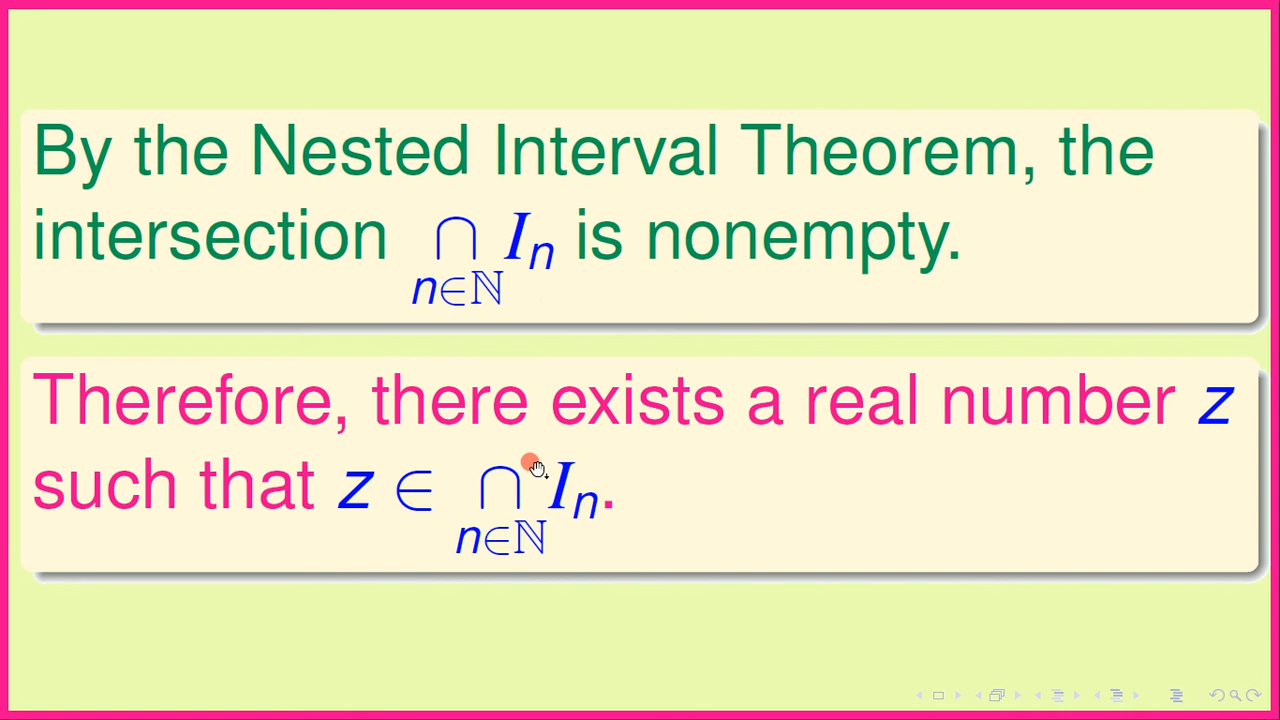 By the Nested Interval Theorem, the
intersection ∩ Iₙ is nonempty.
n∈ℕ
Therefore, there exists a real number z
such that z ∈ ∩ Iₙ.
n∈ℕ